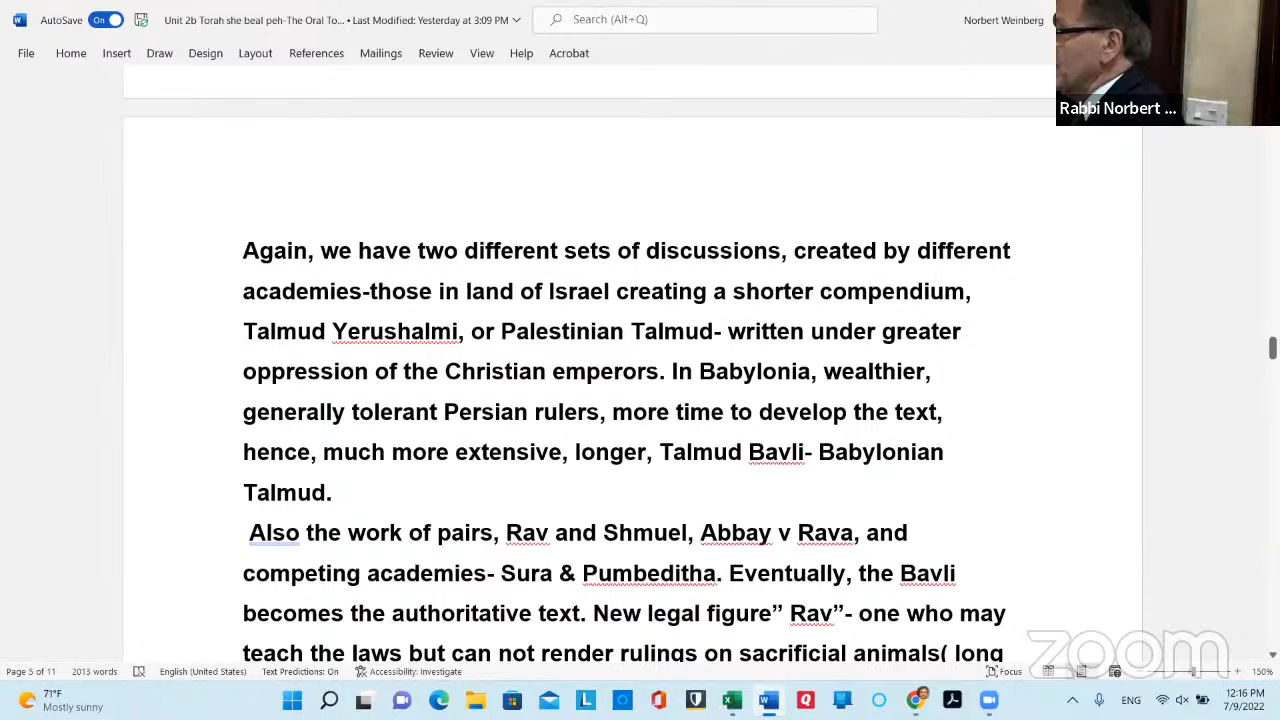 AutoSave On Unit 2b Torah she beal peh-The Oral To... • Last Modified: Yesterday at 3:09 PM Search (Alt+Q) Norbert Weinberg
File Home Insert Draw Design Layout References Mailings Review View Help Acrobat
Rabbi Norbert ...
Again, we have two different sets of discussions, created by different
academies-those in land of Israel creating a shorter compendium,
Talmud Yerushalmi, or Palestinian Talmud- written under greater
oppression of the Christian emperors. In Babylonia, wealthier,
generally tolerant Persian rulers, more time to develop the text,
hence, much more extensive, longer, Talmud Bavli- Babylonian
Talmud.
Also the work of pairs, Rav and Shmuel, Abbay v Rava, and
competing academies- Sura & Pumbeditha. Eventually, the Bavli
becomes the authoritative text. New legal figure” Rav”- one who may
teach the laws but can not render rulings on sacrificial animals( long
zoom
Page 5 of 11 2013 words English (United States) Text Predictions: On Accessibility: Investigate Focus 150%
71°F
Mostly sunny
ENG
12:16 PM
7/9/2022